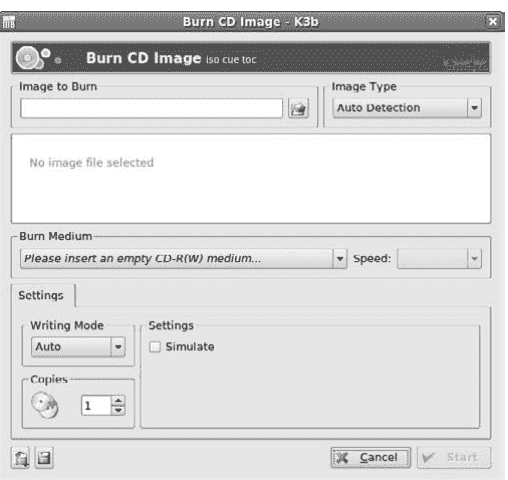 Burn CD Image - K3b
Burn CD Image iso cue toc
Image to Burn
Image Type
Auto Detection
No image file selected
Burn Medium
Please insert an empty CD-R(W) medium...
Speed:
Settings
Writing Mode
Settings
Auto
Simulate
Copies
1
Cancel
Start